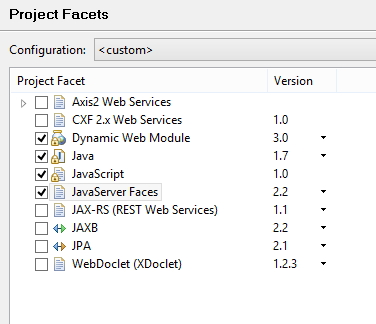 Project Facets
Configuration: <custom>
Project Facet Version
Axis2 Web Services
CXF 2.x Web Services 1.0
Dynamic Web Module 3.0
Java 1.7
JavaScript 1.0
JavaServer Faces 2.2
JAX-RS (REST Web Services) 1.1
JAXB 2.2
JPA 2.1
WebDoclet (XDoclet) 1.2.3